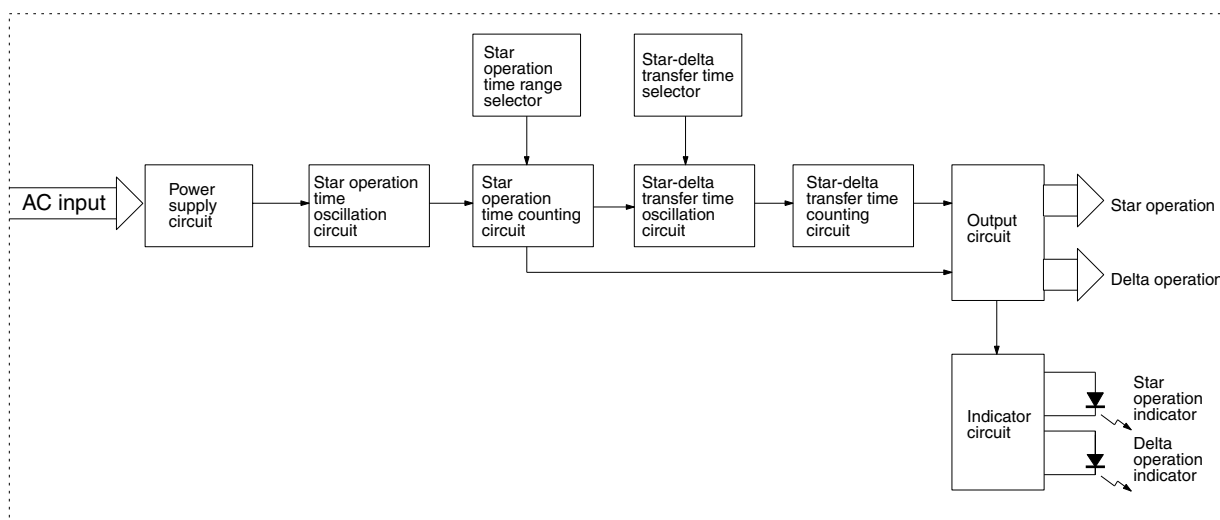 Star
operation
time range
selector
Star-delta
transfer time
selector
AC input
Power
supply
circuit
Star operation
time
oscillation
circuit
Star
operation
time counting
circuit
Star-delta
transfer time
oscillation
circuit
Star-delta
transfer time
counting
circuit
Output
circuit
Star operation
Delta operation
Indicator
circuit
Star
operation
indicator
Delta
operation
indicator